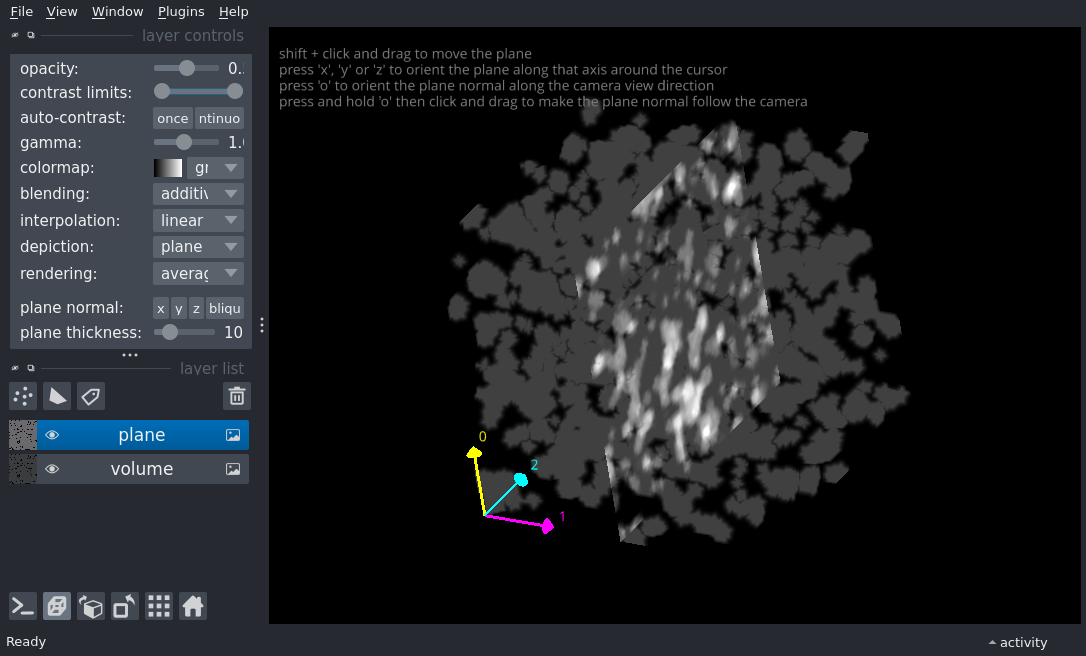 File View Window Plugins Help
layer controls
opacity: 0.
contrast limits:
auto-contrast: once ntinuo
gamma: 1.
colormap: gr
blending: additiv
interpolation: linear
depiction: plane
rendering: averag
plane normal: x y z bliqu
plane thickness: 10
layer list
plane
volume
shift + click and drag to move the plane
press 'x', 'y' or 'z' to orient the plane along that axis around the cursor
press 'o' to orient the plane normal along the camera view direction
press and hold 'o' then click and drag to make the plane normal follow the camera
0
2
1
Ready
activity